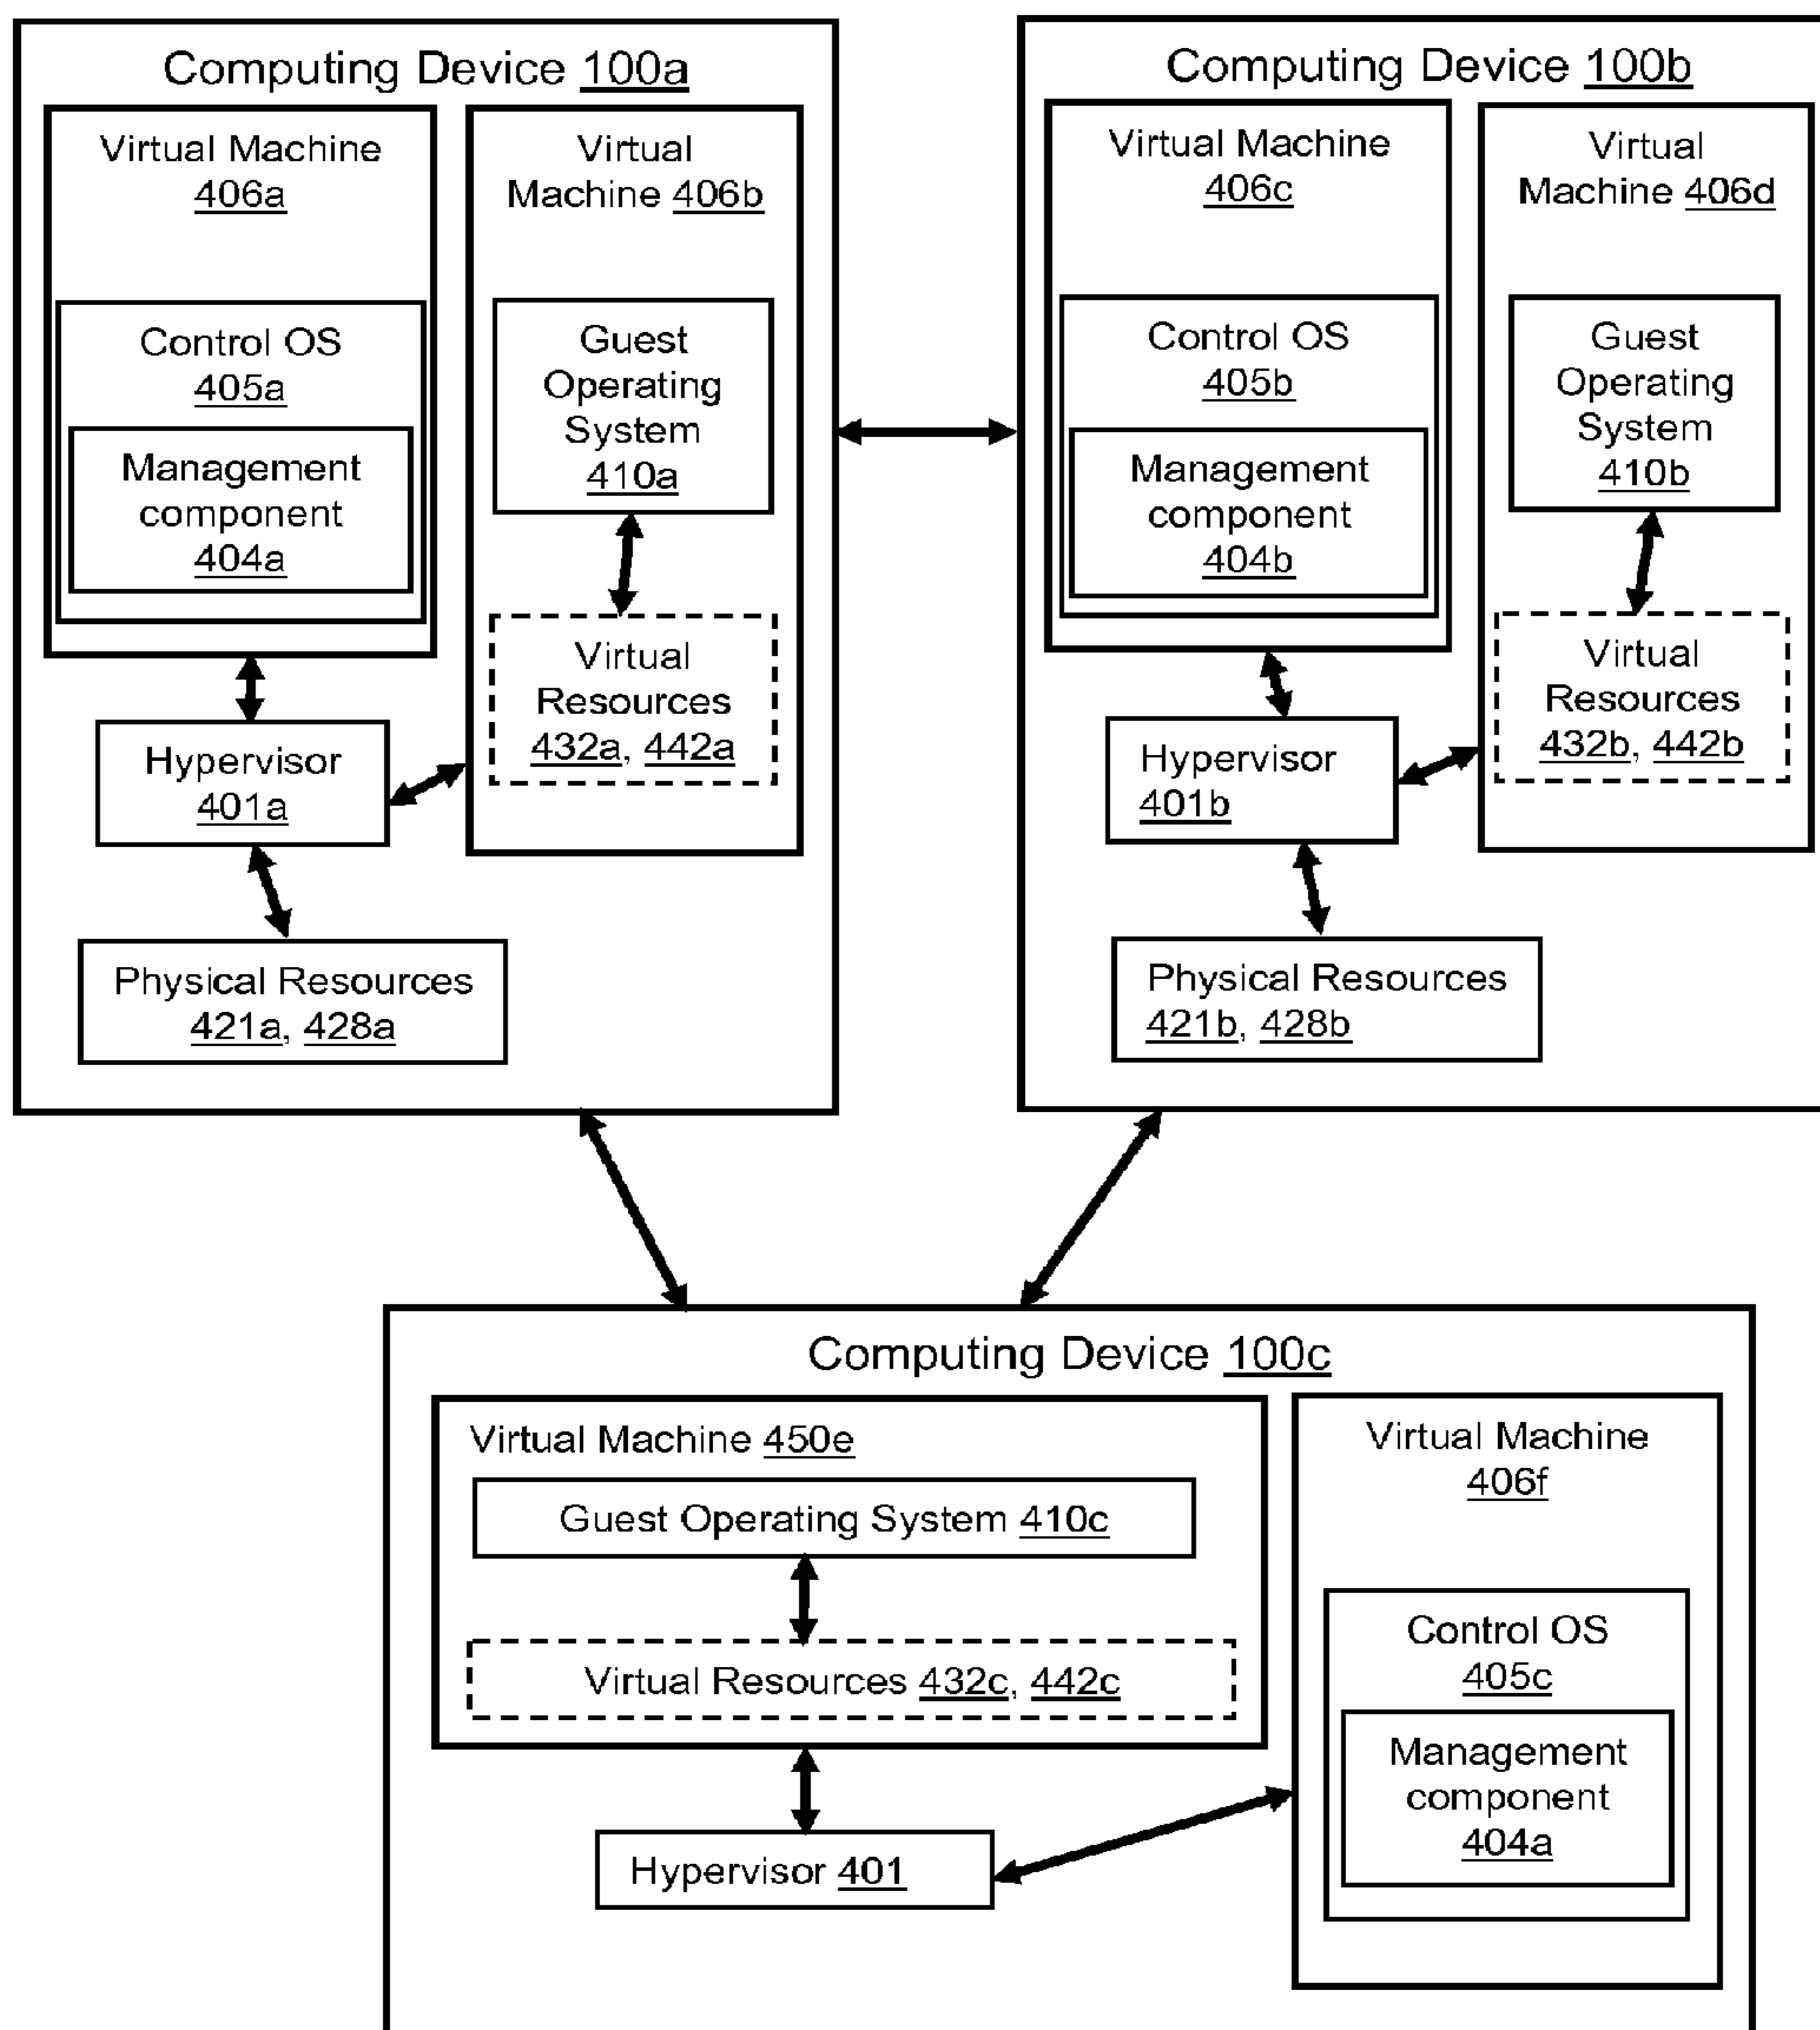 Computing Device 100a
Virtual Machine
406a
Control OS
405a
Management
component
404a
Virtual
Machine 406b
Guest
Operating
System
410a
Virtual
Resources
432a, 442a
Hypervisor
401a
Physical Resources
421a, 428a
Computing Device 100b
Virtual Machine
406c
Control OS
405b
Management
component
404b
Virtual
Machine 406d
Guest
Operating
System
410b
Virtual
Resources
432b, 442b
Hypervisor
401b
Physical Resources
421b, 428b
Computing Device 100c
Virtual Machine 450e
Guest Operating System 410c
Virtual Resources 432c, 442c
Hypervisor 401
Virtual Machine
406f
Control OS
405c
Management
component
404a